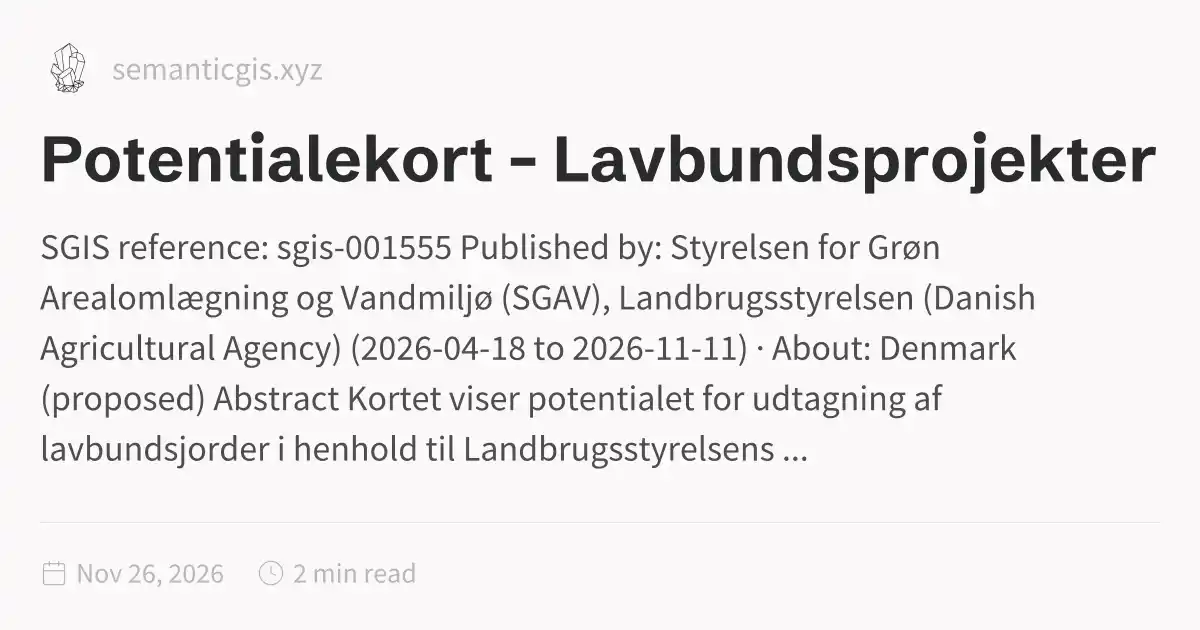 semanticgis.xyz
Potentialekort – Lavbundsprojekter
SGIS reference: sgis-001555 Published by: Styrelsen for Grøn
Arealomlægning og Vandmiljø (SGAV), Landbrugsstyrelsen (Danish
Agricultural Agency) (2026-04-18 to 2026-11-11) · About: Denmark
(proposed) Abstract Kortet viser potentialet for udtagning af
lavbundsjorder i henhold til Landbrugsstyrelsens ...
Nov 26, 2026 2 min read